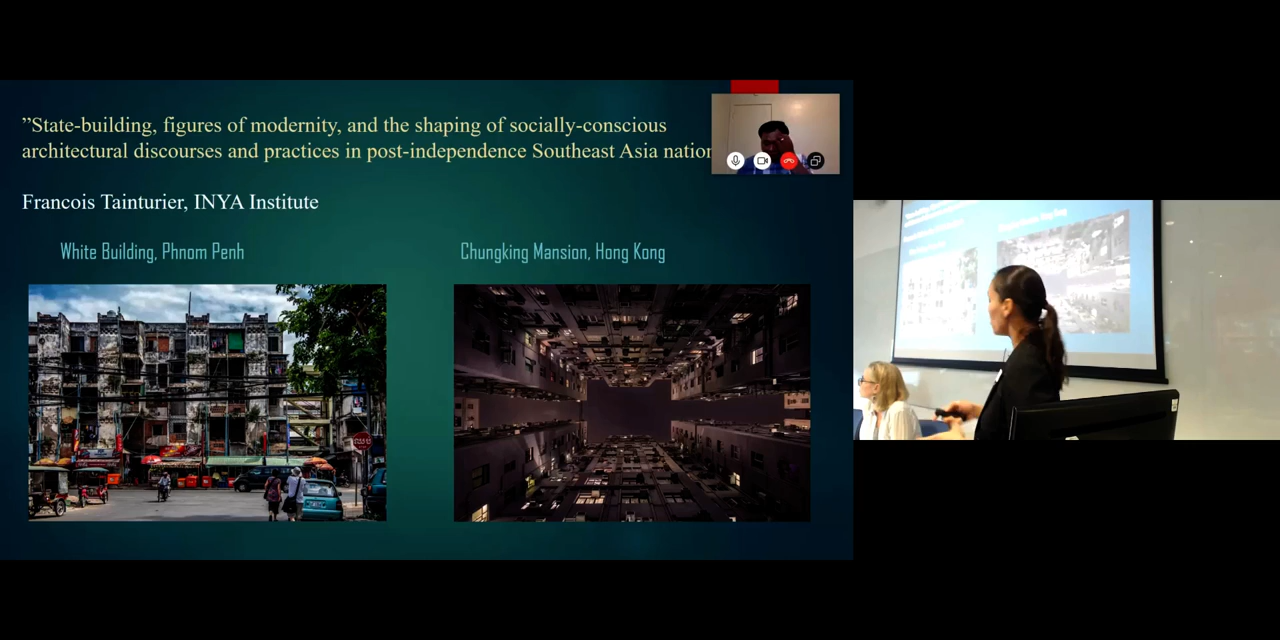 ”State-building, figures of modernity, and the shaping of socially-conscious
architectural discourses and practices in post-independence Southeast Asia nation
Francois Tainturier, INYA Institute
White Building, Phnom Penh
Chungking Mansion, Hong Kong